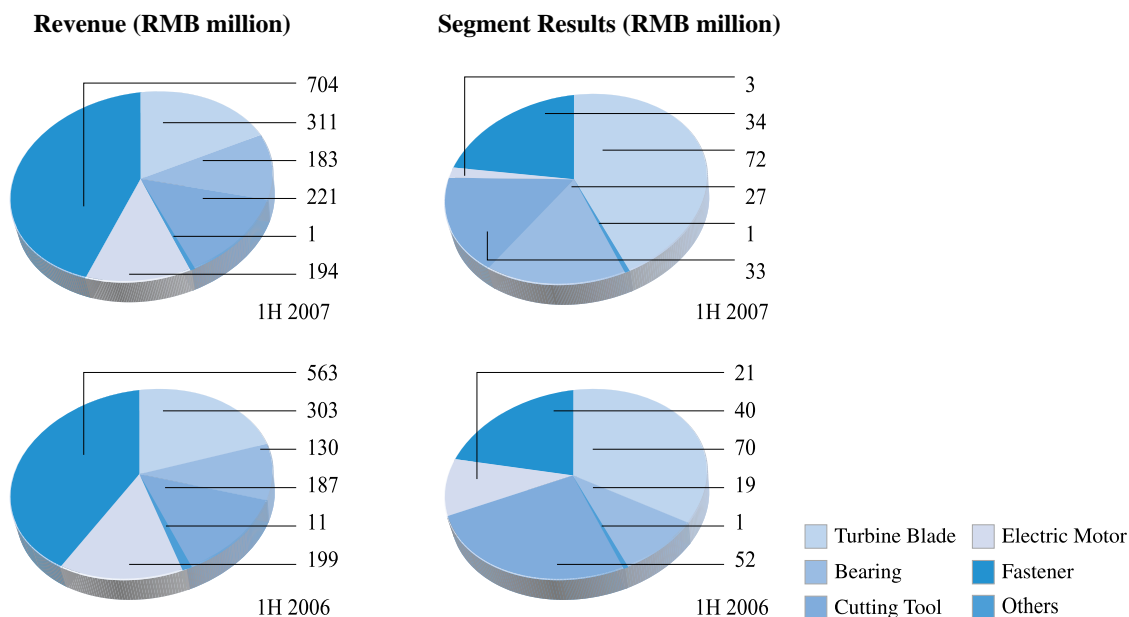 Revenue (RMB million)
704
311
183
221
1
194
1H 2007
Segment Results (RMB million)
3
34
72
27
1
33
1H 2007
563
303
130
187
11
199
1H 2006
21
40
70
19
1
52
1H 2006
Turbine Blade
Electric Motor
Bearing
Fastener
Cutting Tool
Others